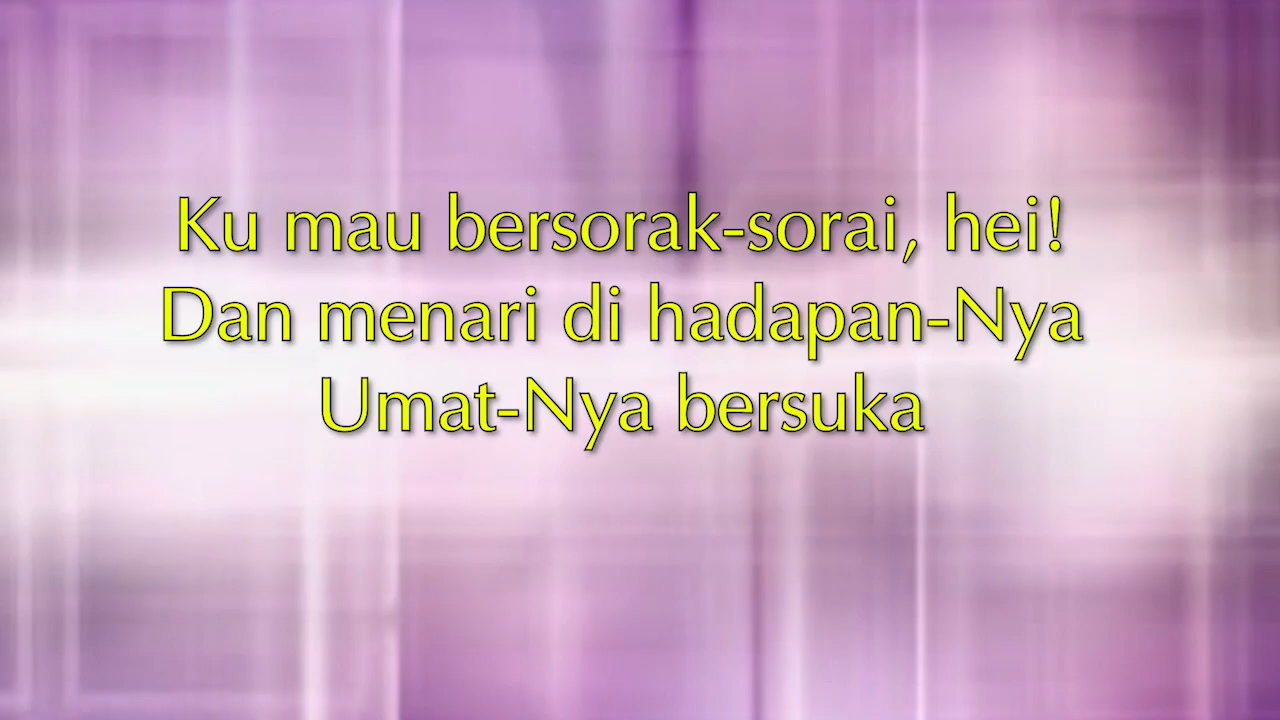 Ku mau bersorak-sorai, hei!
Dan menari di hadapan-Nya
Umat-Nya bersuka